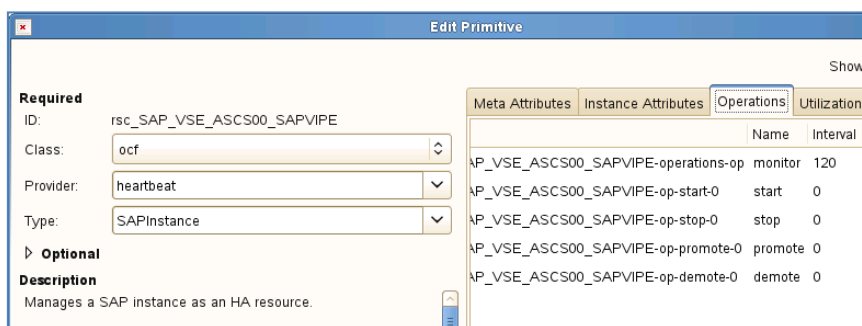 Edit Primitive
Show
Required
ID: rsc_SAP_VSE_ASCS00_SAPVIPE
Class: ocf
Provider: heartbeat
Type: SAPInstance
Optional
Description
Manages a SAP instance as an HA resource.
Meta Attributes Instance Attributes Operations Utilization
Name Interval
AP_VSE_ASCS00_SAPVIPE-operations-op monitor 120
AP_VSE_ASCS00_SAPVIPE-op-start-0 start 0
AP_VSE_ASCS00_SAPVIPE-op-stop-0 stop 0
AP_VSE_ASCS00_SAPVIPE-op-promote-0 promote 0
AP_VSE_ASCS00_SAPVIPE-op-demote-0 demote 0